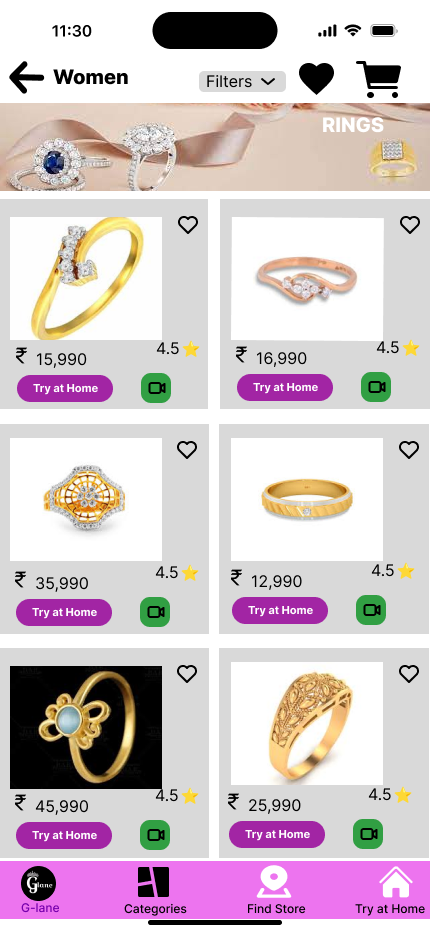 11:30
Women
Filters
RINGS
4.5
₹ 15,990
Try at Home
4.5
₹ 16,990
Try at Home
4.5
₹ 35,990
Try at Home
4.5
₹ 12,990
Try at Home
4.5
₹ 45,990
Try at Home
4.5
₹ 25,990
Try at Home
Glane
G-lane
Categories
Find Store
Try at Home